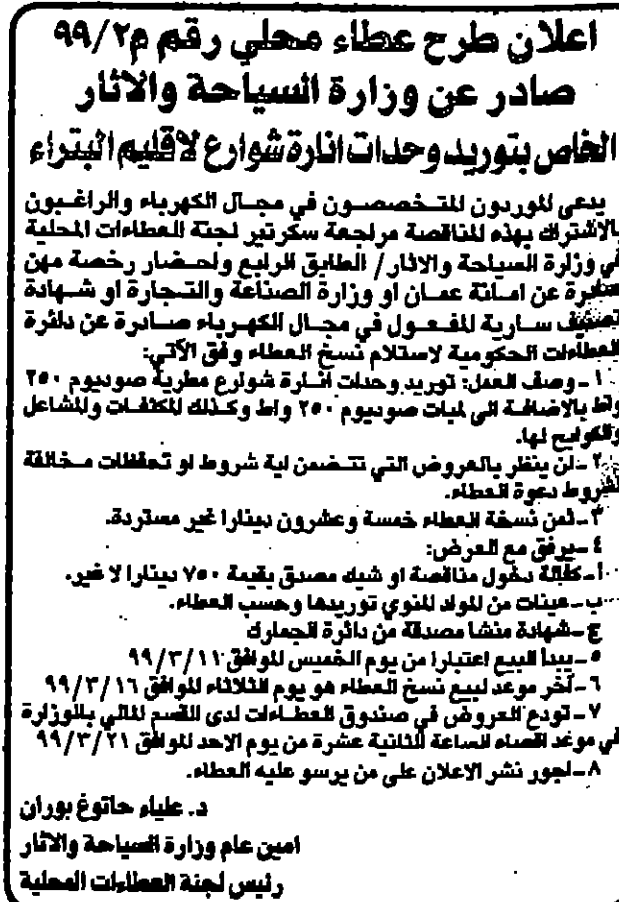 اعلان طرح عطاء محلي رقم م٩٩/٢
صادر عن وزارة السياحة والاثار
الخاص بتوريد وحدات انارة شوارع لاقليم البتراء
يدعى الموردون المتخصصون في مجال الكهرباء والراغبون
بالاشتراك بهذه المناقصة مراجعة سكرتير لجنة العطاءات المحلية
في وزارة السياحة والاثار / الطابق الرابع واحضار رخصة مهن
صادرة عن امانة عمان او وزارة الصناعة والتجارة او شهادة
تصنيف سارية المفعول في مجال الكهرباء صادرة عن دائرة
العطاءات الحكومية لاستلام نسخ العطاء وفق الآتي:
١ - وصف العمل: توريد وحدات انارة شوارع مطرية صوديوم ٢٥٠
واط بالاضافة الى لمبات صوديوم ٢٥٠ واط وكذلك المكثفات والمشاعل
والكوابح لها.
٢ - لن ينظر بالعروض التي تتضمن اية شروط او تحفظات مخالفة
لشروط دعوة العطاء.
٣ - ثمن نسخة العطاء خمسة وعشرون دينارا غير مستردة.
٤ - يرفق مع العرض:
أ - كفالة دخول مناقصة او شيك مصدق بقيمة ٧٥٠ دينارا لا غير.
ب - عينات من المواد المنوي توريدها وحسب العطاء.
ج - شهادة منشا مصدقة من دائرة الجمارك
٥ - يبدأ البيع اعتبارا من يوم الخميس الموافق ٩٩/٣/١١
٦ - آخر موعد لبيع نسخ العطاء هو يوم الثلاثاء الموافق ٩٩/٣/١٦
٧ - تودع العروض في صندوق العطاءات لدى القسم المالي بالوزارة
في موعد اقصاه الساعة الثانية عشرة من يوم الاحد الموافق ٩٩/٣/٢١
٨ - اجور نشر الاعلان على من يرسو عليه العطاء.
د. علياء حاتوغ بوران
امين عام وزارة السياحة والاثار
رئيس لجنة العطاءات المحلية